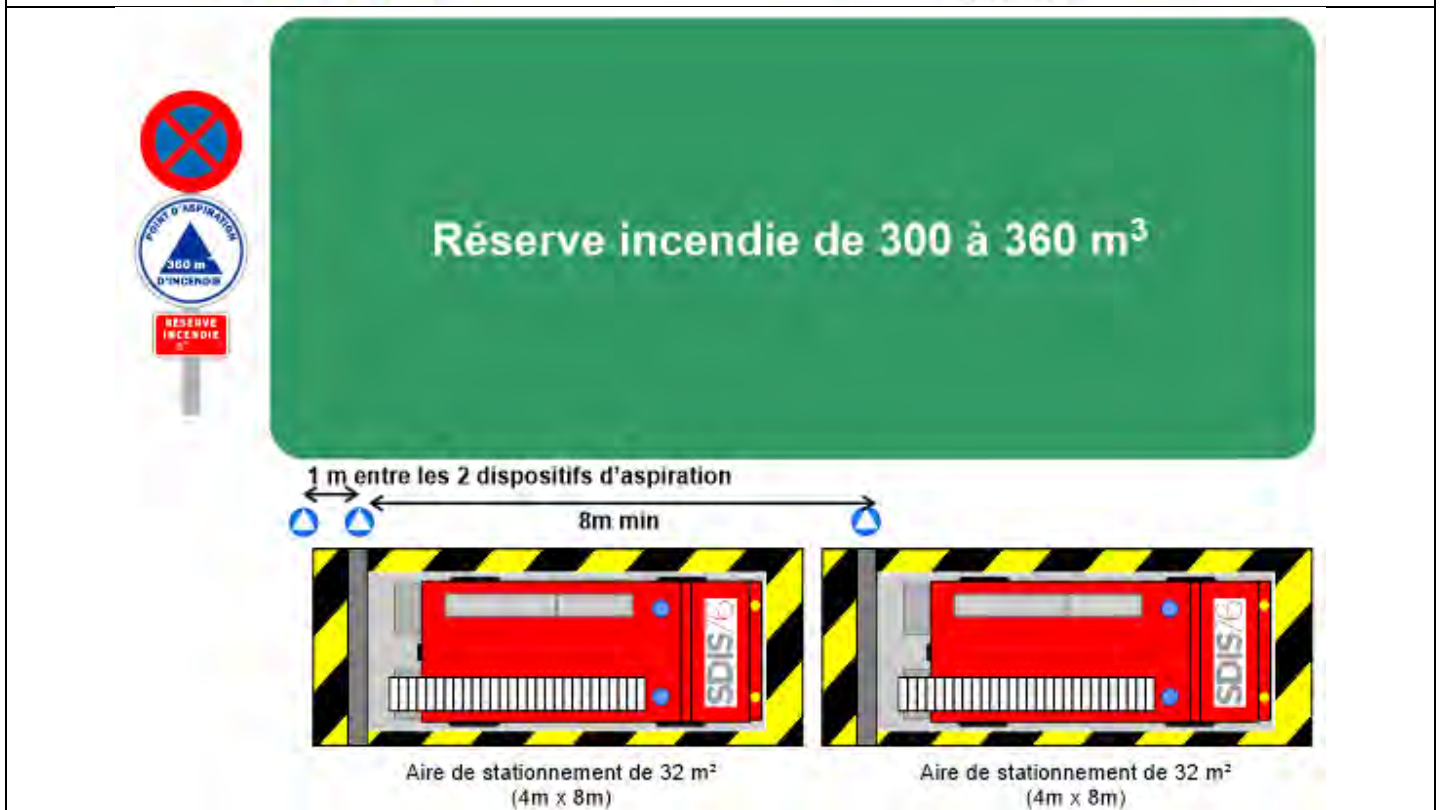 POINT D'ASPIRATION
360 m
D'INCENDIE
RESERVE
INCENDIE
n°
Réserve incendie de 300 à 360 m³
1 m entre les 2 dispositifs d'aspiration
8m min
SDIS
SDIS
Aire de stationnement de 32 m²
(4m x 8m)
Aire de stationnement de 32 m²
(4m x 8m)